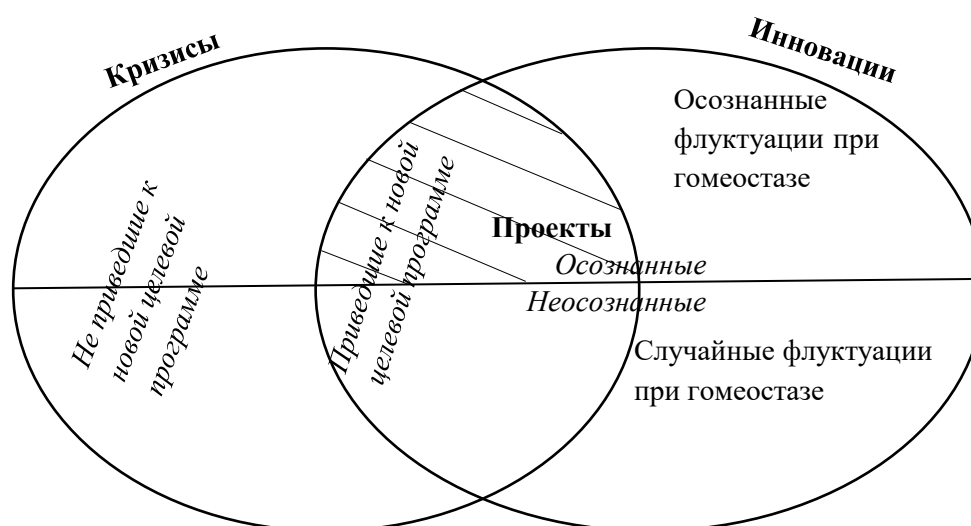 Кризисы
Инновации
Осознанные
флуктуации при
гомеостазе
Не приведшие к
новой целевой
программе
Приведшие к новой
целевой программе
Проекты
Осознанные
Неосознанные
Случайные флуктуации
при гомеостазе